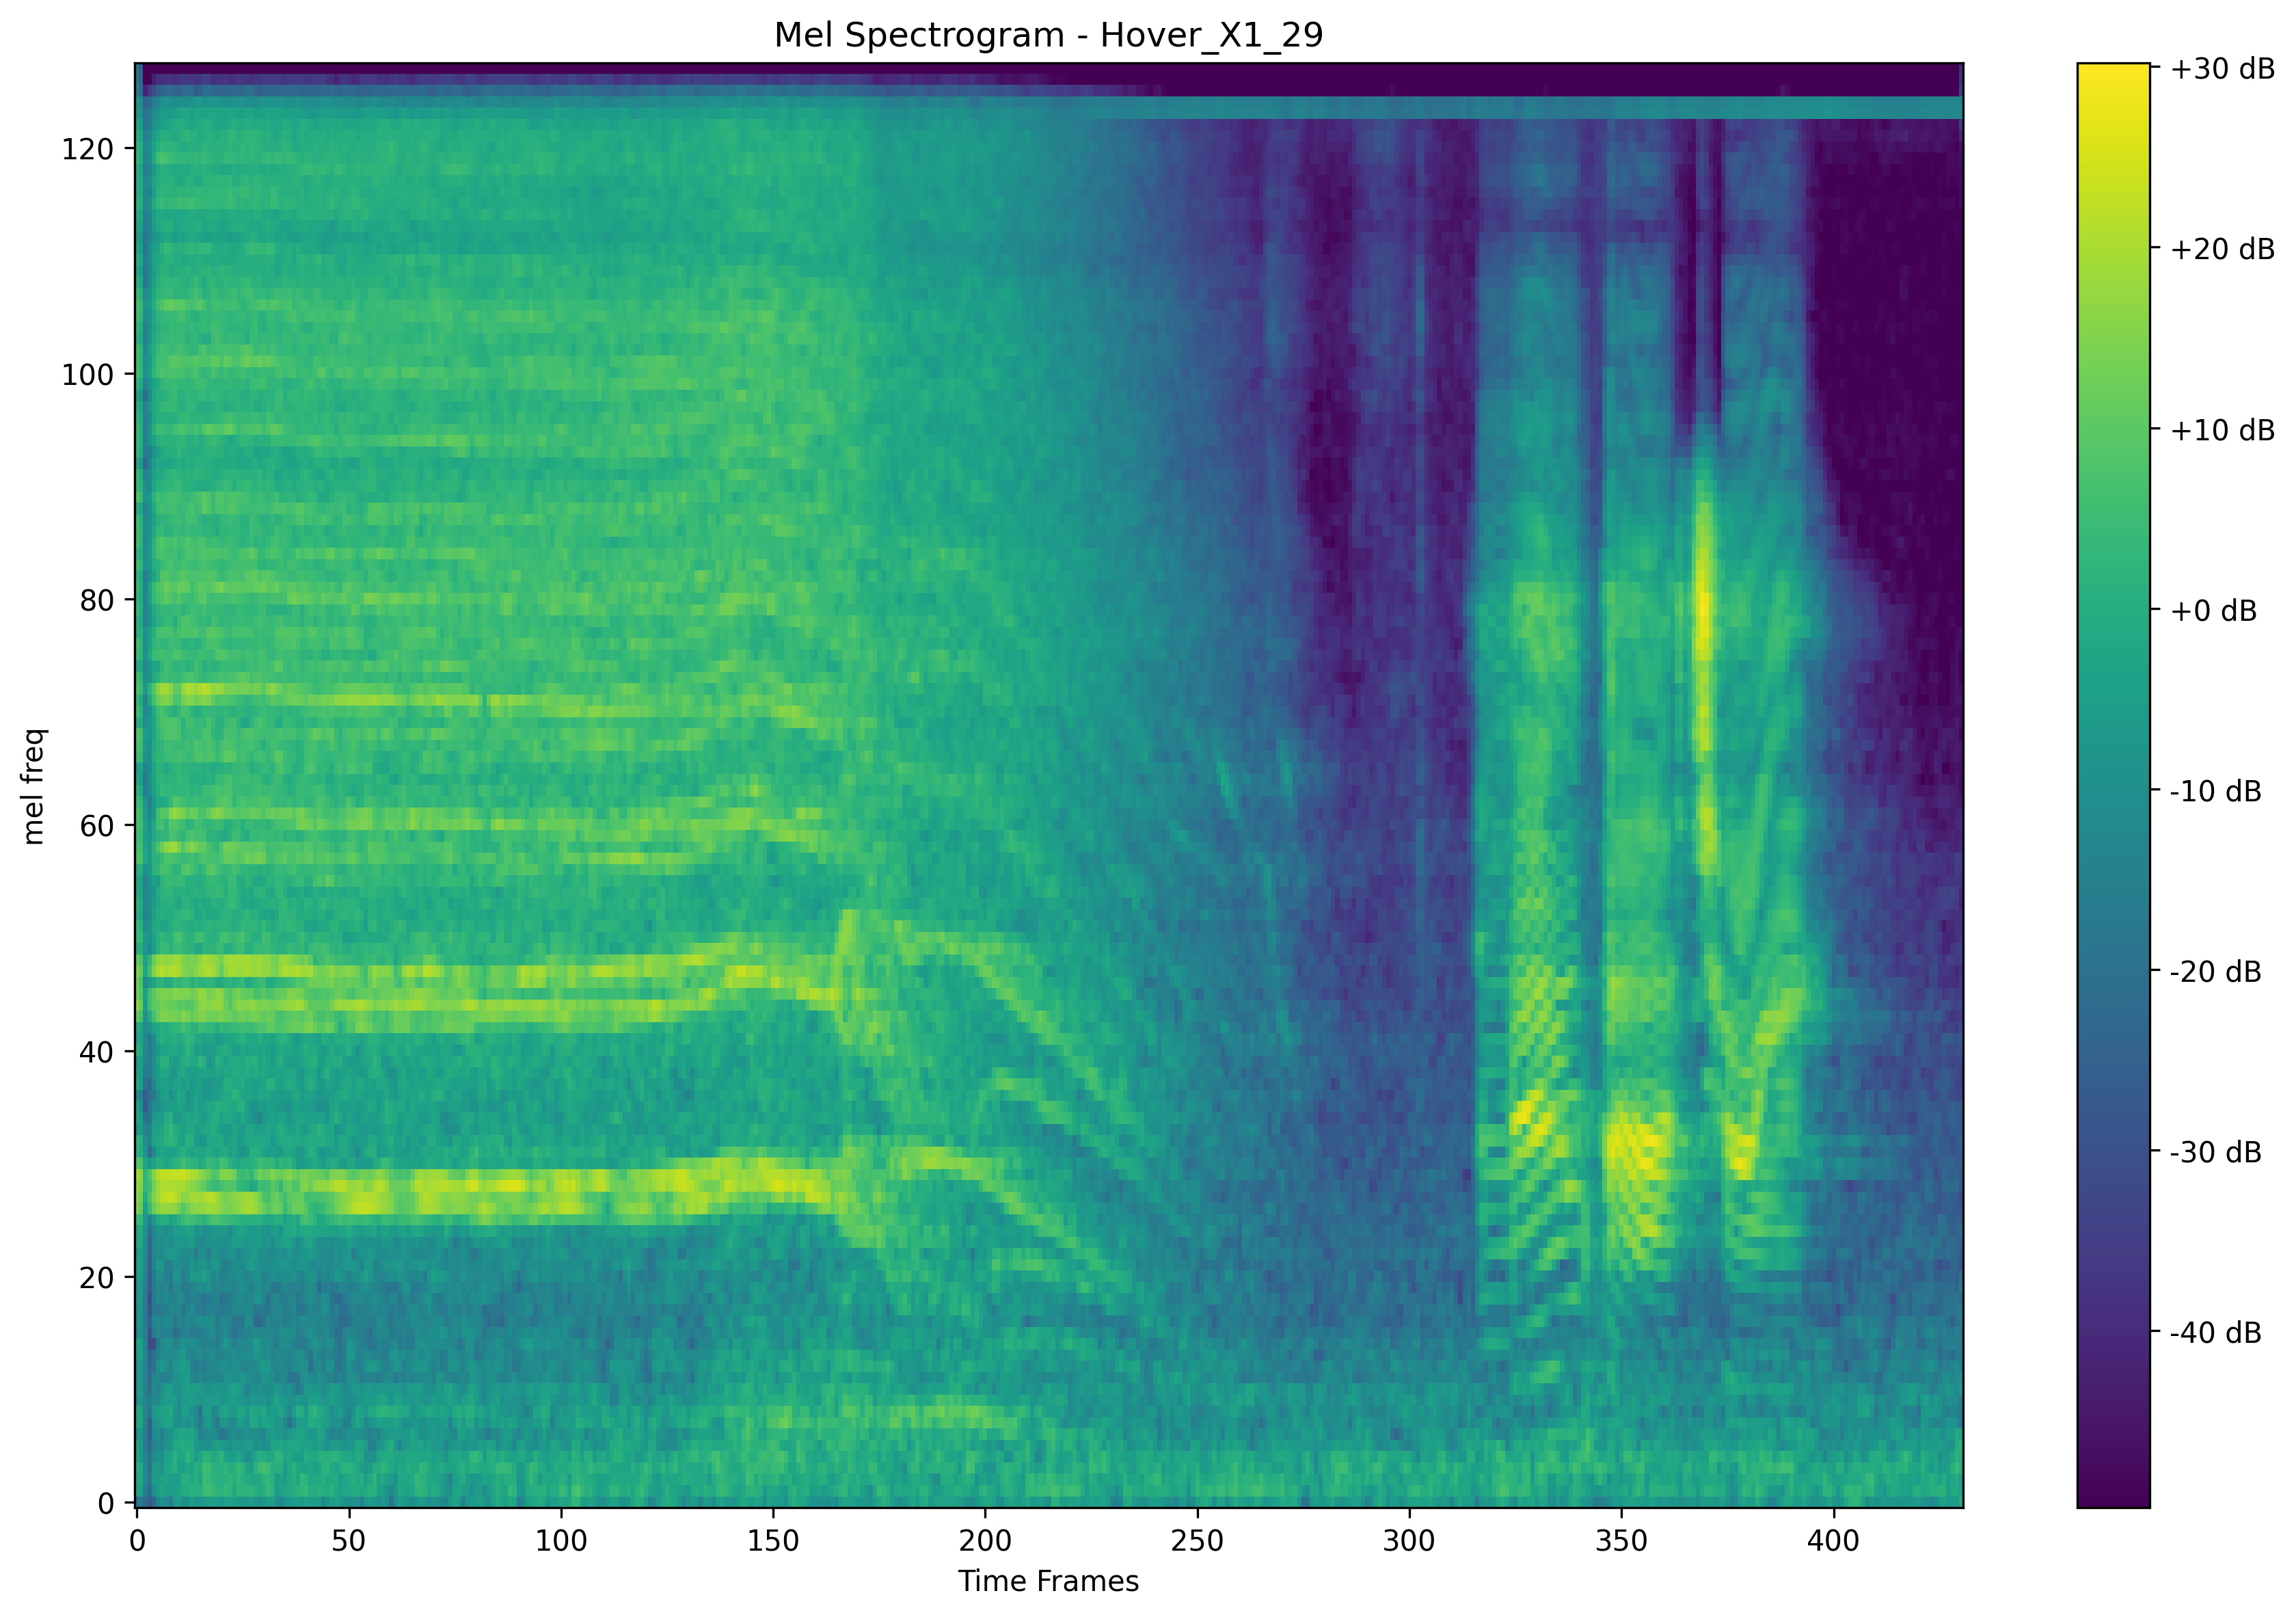 Mel Spectrogram - Hover_X1_29
mel freq
120
100
80
60
40
20
0
0 50 100 150 200 250 300 350 400
Time Frames
+30 dB
+20 dB
+10 dB
+0 dB
-10 dB
-20 dB
-30 dB
-40 dB